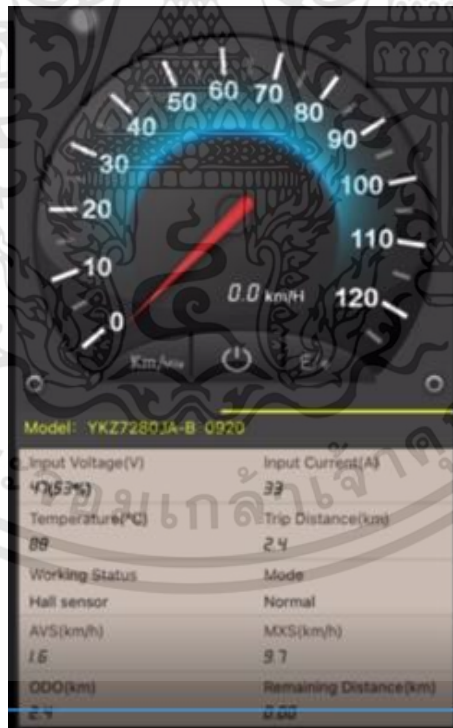 50 60 70
40 80
30 90
20 100
10 110
0 0.0 km/H 120
Model: YKZ7280JA-B 0920
Input Voltage(V) Input Current(A)
47(53%) 33
Temperature(°C) Trip Distance(km)
88 2.4
Working Status Mode
Hall sensor Normal
AVS(km/h) MXS(km/h)
1.6 9.7
ODO(km) Remaining Distance(km)
2.4 0.00